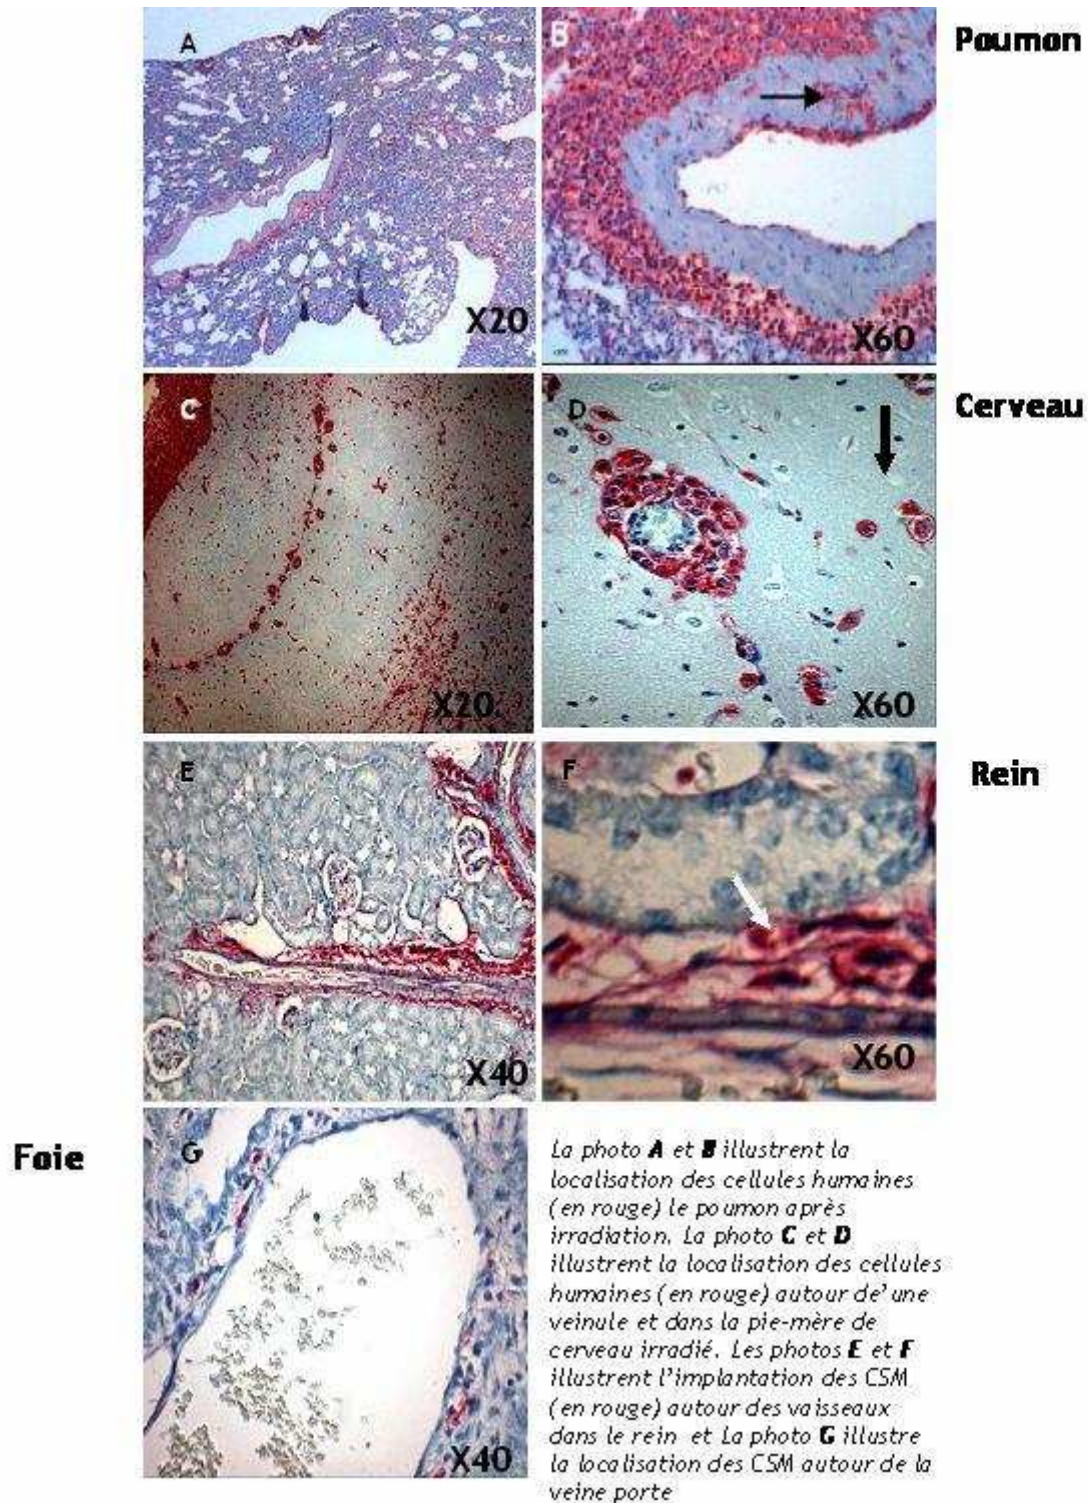 A
B
Poumon
X20
X60
C
D
Cerveau
X20
X60
E
F
Rein
X40
X60
Foie
G
X40
La photo A et B illustrent la
localisation des cellules humaines
(en rouge) le poumon après
irradiation. La photo C et D
illustrent la localisation des cellules
humaines (en rouge) autour de'une
veinule et dans la pie-mère de
cerveau irradié. Les photos E et F
illustrent l'implantation des CSM
(en rouge) autour des vaisseaux
dans le rein et La photo G illustre
la localisation des CSM autour de la
veine porte